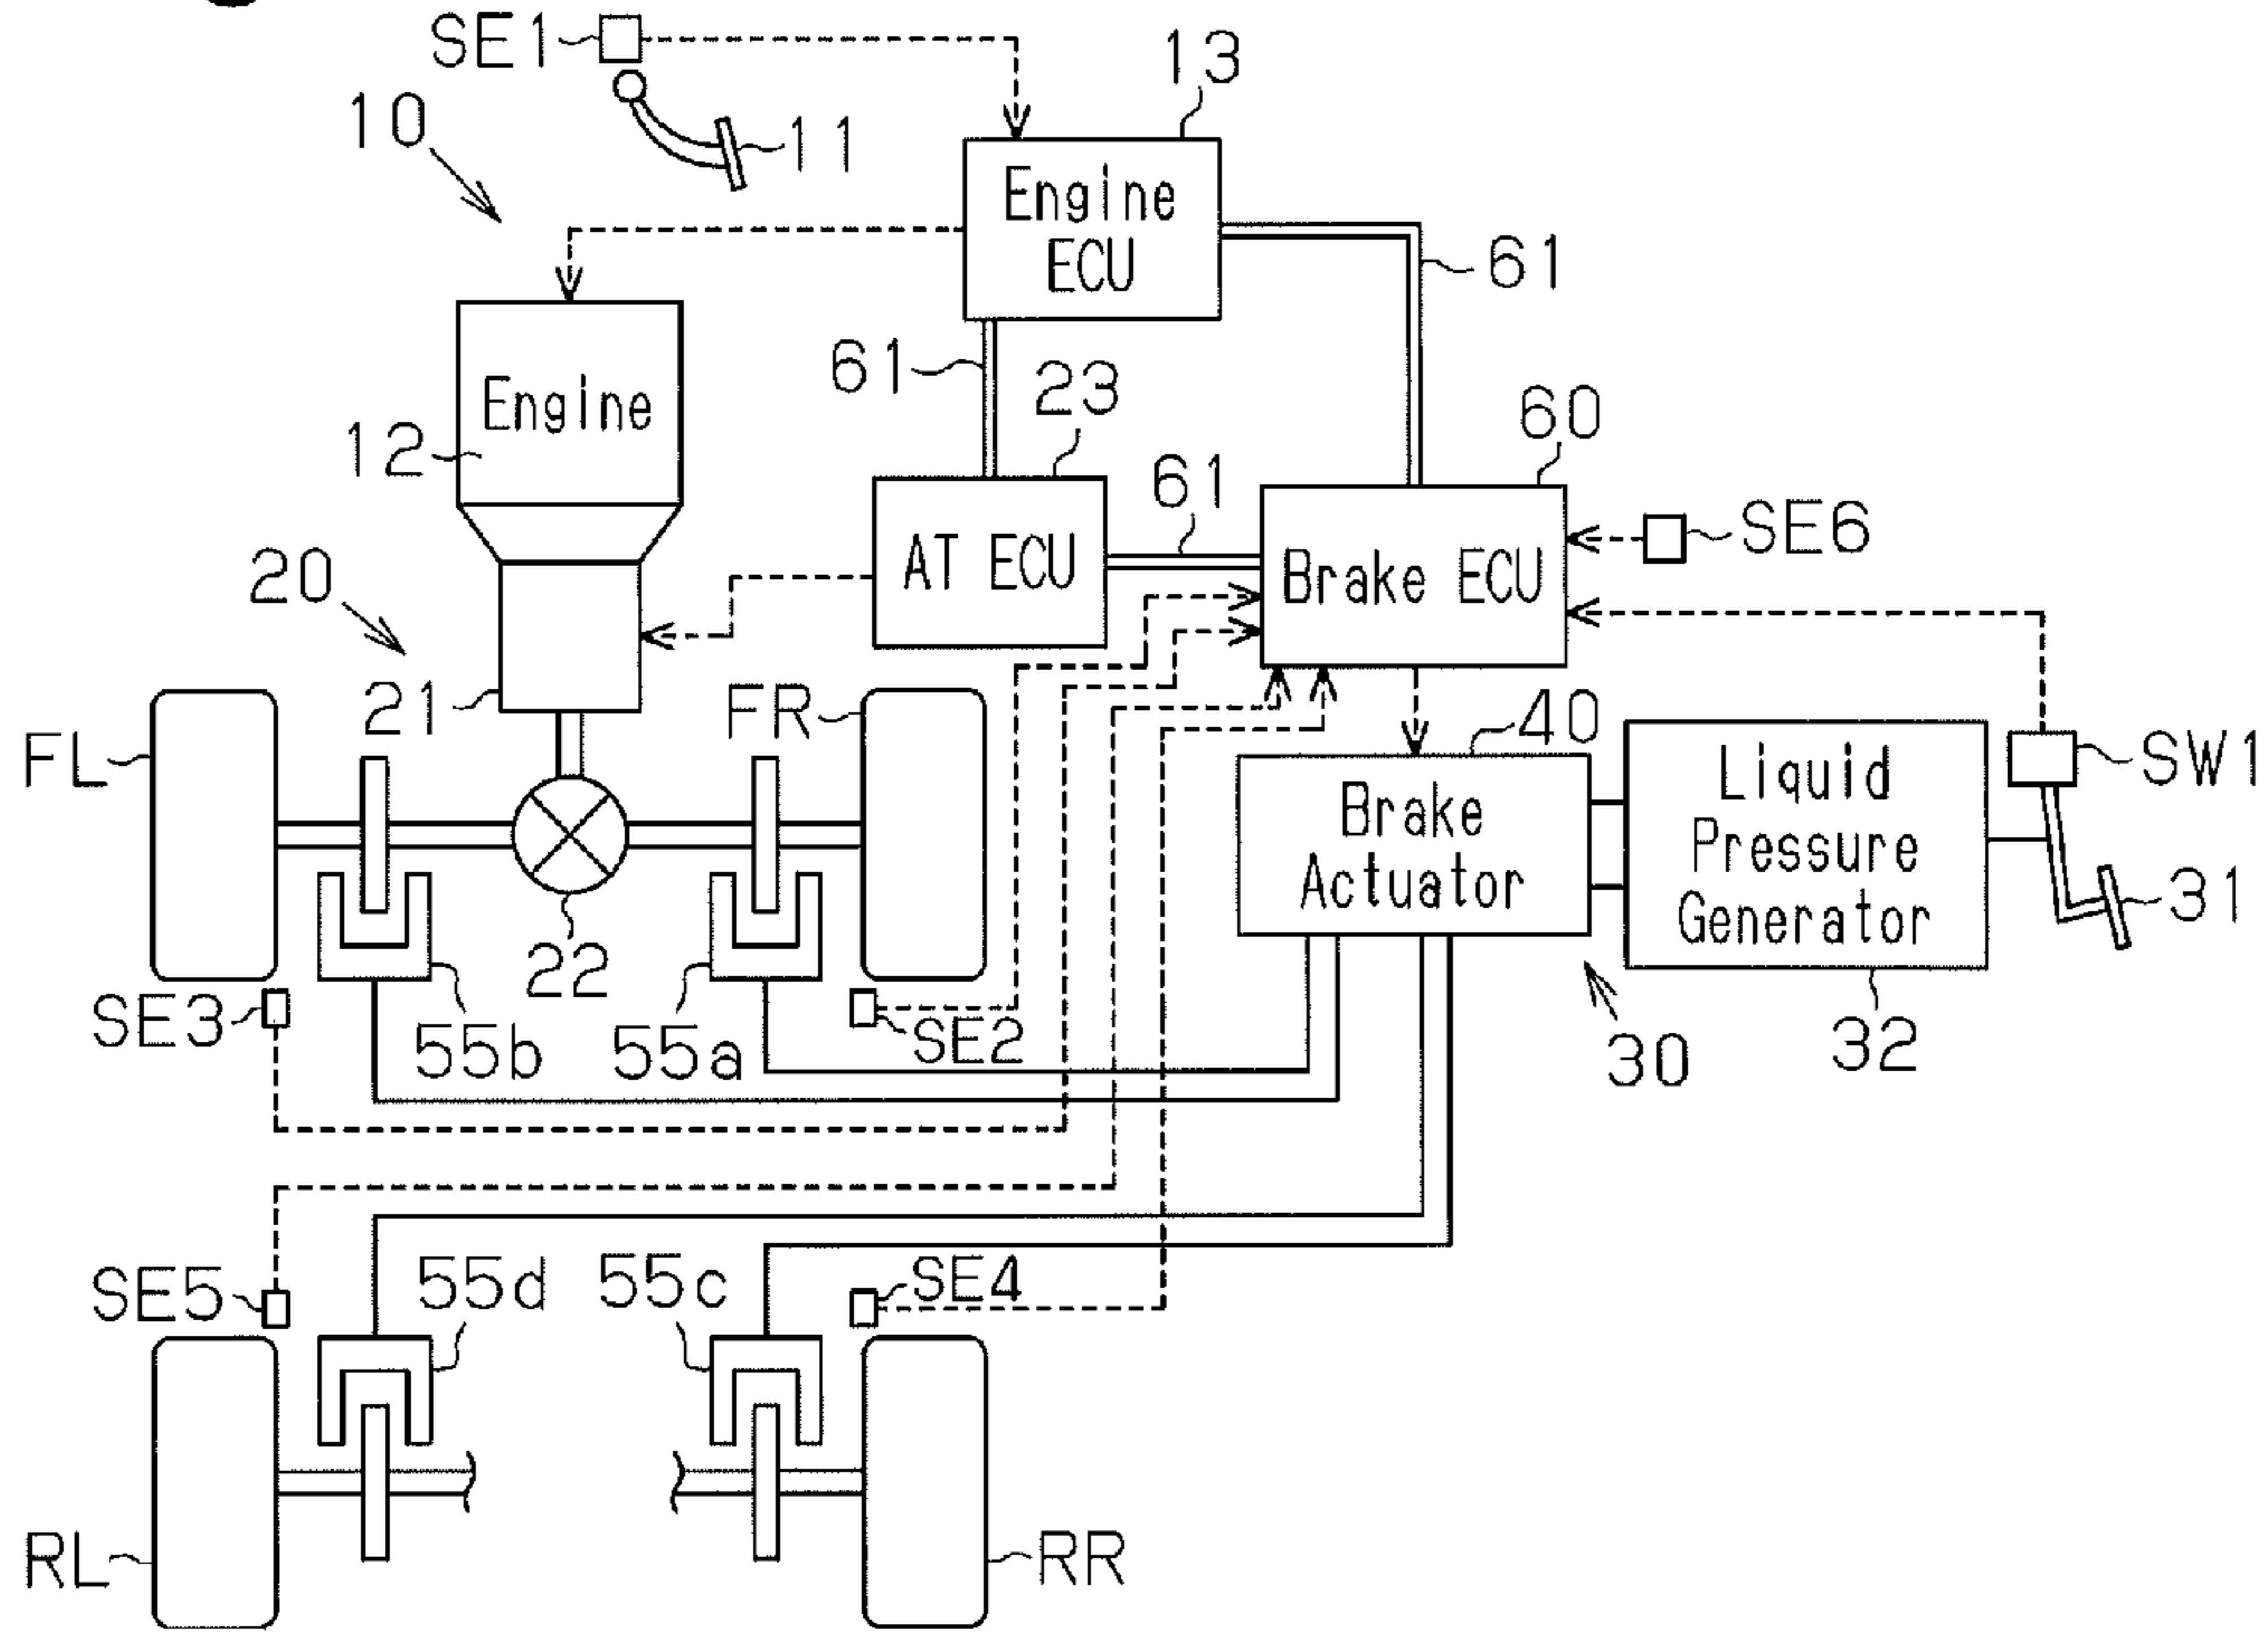 SE1
13
10
11
Engine
ECU
61
61
23
Engine
12
60
61
SE6
AT ECU
Brake ECU
20
21
FR
40
FL
SW1
Liquid
Pressure
Generator
Brake
Actuator
31
22
SE3
SE2
55b
55a
30
32
SE5
55d
55c
SE4
RL
RR